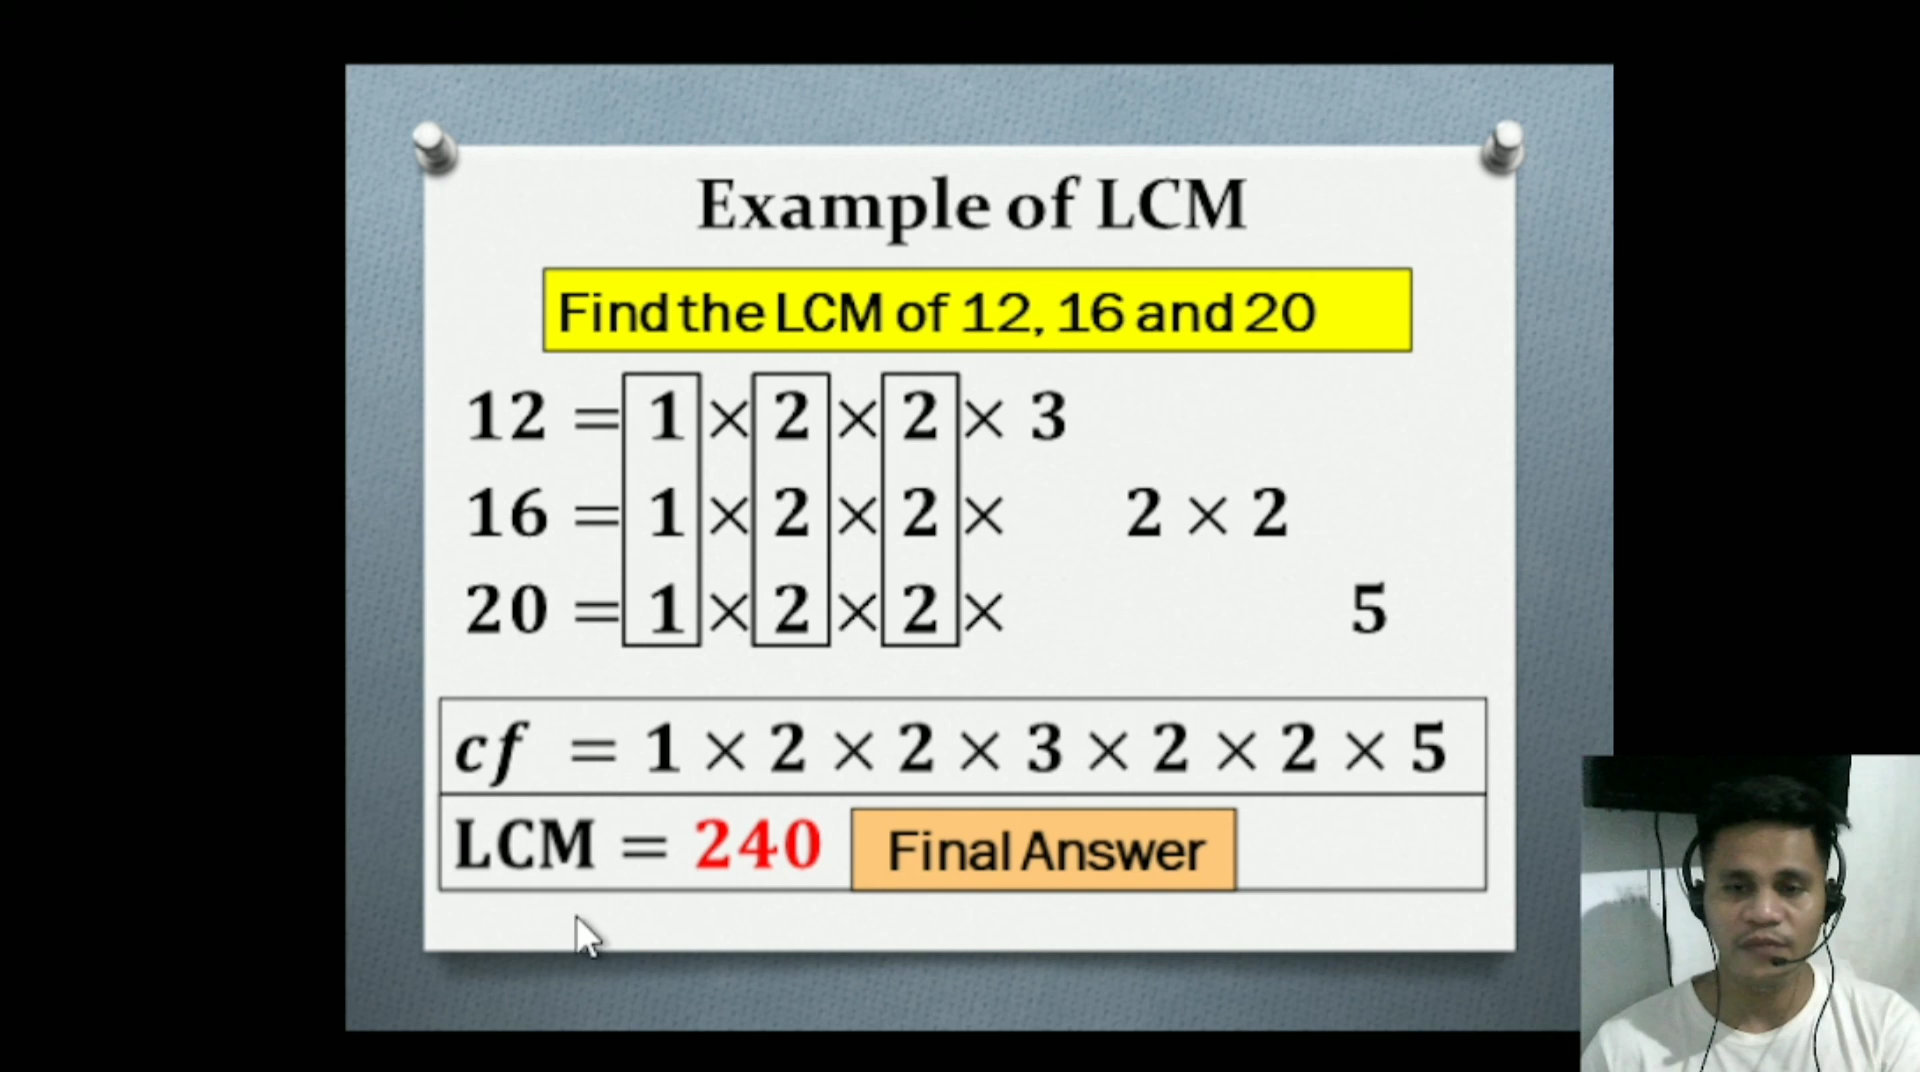 Example of LCM
Find the LCM of 12, 16 and 20
12 = 1 × 2 × 2 × 3
16 = 1 × 2 × 2 × 2 × 2
20 = 1 × 2 × 2 × 5
cf = 1 × 2 × 2 × 3 × 2 × 2 × 5
LCM = 240 Final Answer